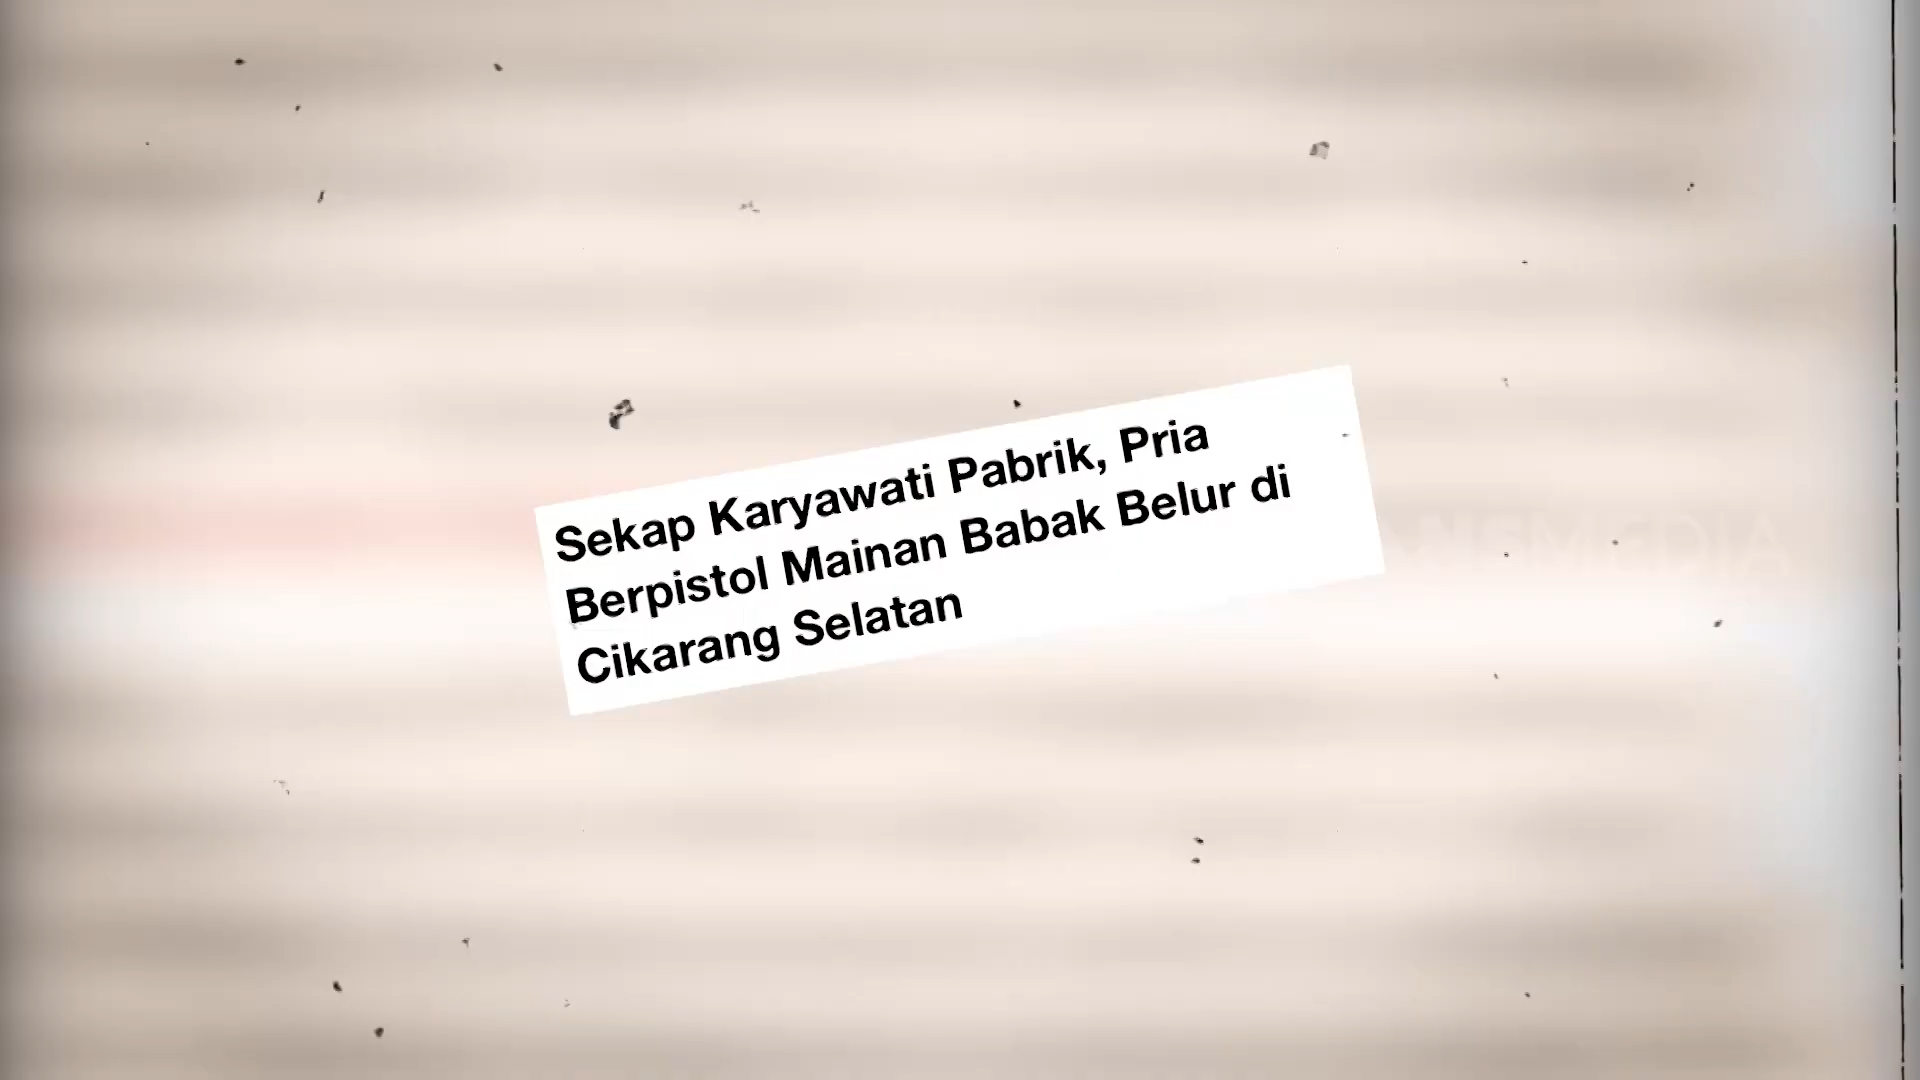 Sekap Karyawati Pabrik, Pria
Berpistol Mainan Babak Belur di
Cikarang Selatan